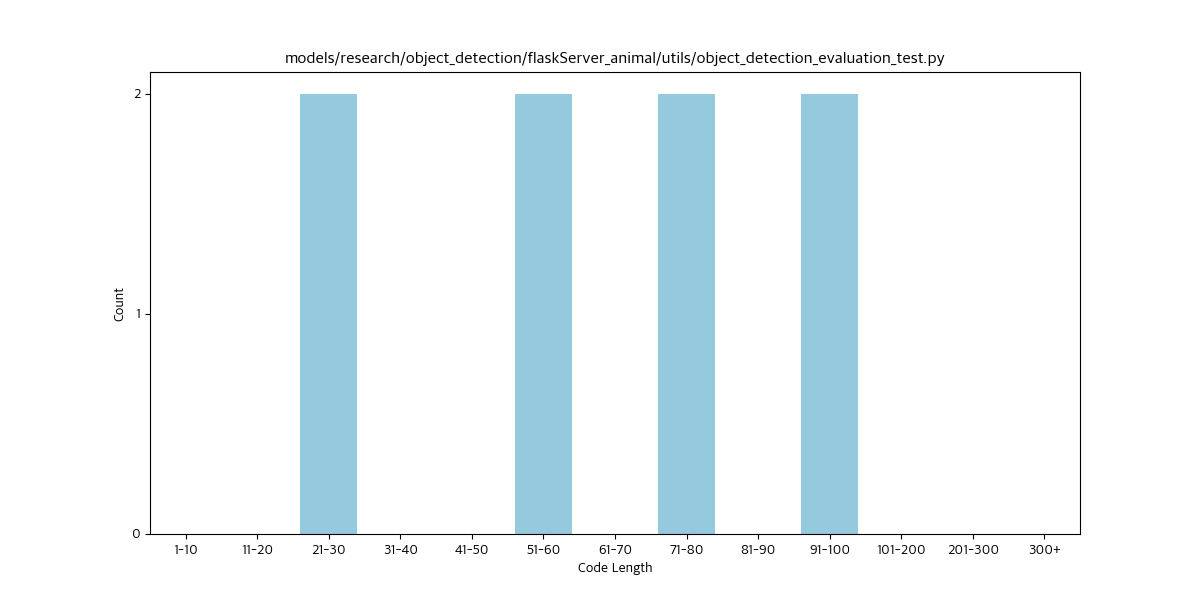 models/research/object_detection/flaskServer_animal/utils/object_detection_evaluation_test.py
2
1
0
Count
1-10 11-20 21-30 31-40 41-50 51-60 61-70 71-80 81-90 91-100 101-200 201-300 300+
Code Length